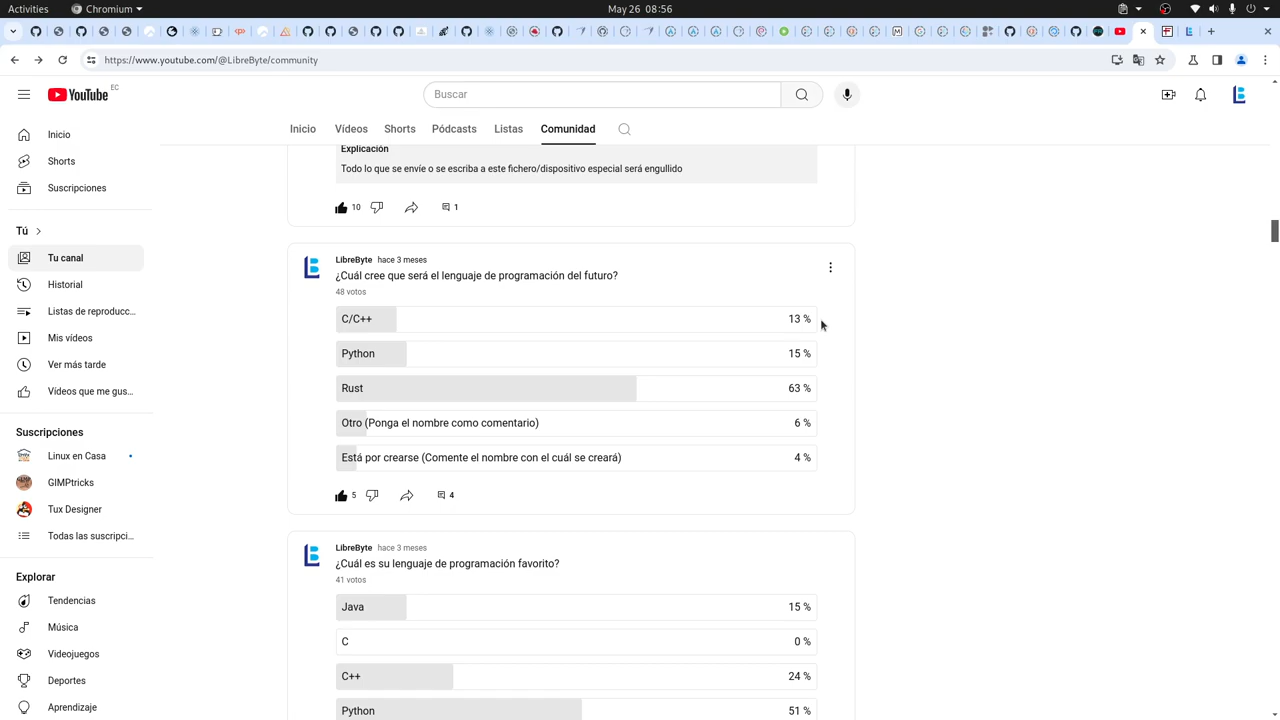 Activities
Chromium
May 26 08:56
https://www.youtube.com/@LibreByte/community
YouTube
EC
Buscar
Inicio
Vídeos
Shorts
Pódcasts
Listas
Comunidad
Inicio
Shorts
Suscripciones
Tú
Tu canal
Historial
Listas de reproducc...
Mis vídeos
Ver más tarde
Vídeos que me gus...
Suscripciones
Linux en Casa
GIMPtricks
Tux Designer
Todas las suscripci...
Explorar
Tendencias
Música
Videojuegos
Deportes
Aprendizaje
Explicación
Todo lo que se envíe o se escriba a este fichero/dispositivo especial será engullido
10
1
LibreByte hace 3 meses
¿Cuál cree que será el lenguaje de programación del futuro?
48 votos
C/C++ 13 %
Python 15 %
Rust 63 %
Otro (Ponga el nombre como comentario) 6 %
Está por crearse (Comente el nombre con el cuál se creará) 4 %
5
4
LibreByte hace 3 meses
¿Cuál es su lenguaje de programación favorito?
41 votos
Java 15 %
C 0 %
C++ 24 %
Python 51 %